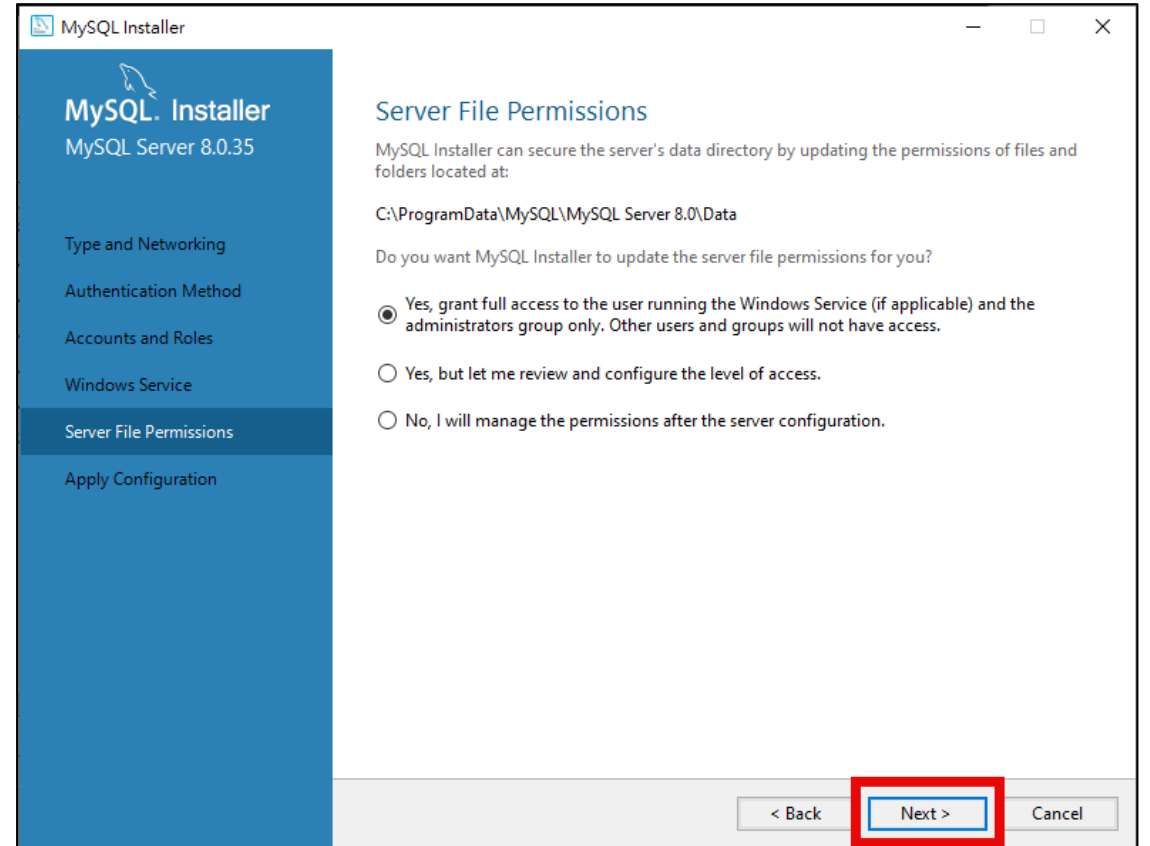 MySQL Installer
MySQL. Installer
MySQL Server 8.0.35
Type and Networking
Authentication Method
Accounts and Roles
Windows Service
Server File Permissions
Apply Configuration
Server File Permissions
MySQL Installer can secure the server's data directory by updating the permissions of files and
folders located at:
C:\ProgramData\MySQL\MySQL Server 8.0\Data
Do you want MySQL Installer to update the server file permissions for you?
Yes, grant full access to the user running the Windows Service (if applicable) and the
administrators group only. Other users and groups will not have access.
Yes, but let me review and configure the level of access.
No, I will manage the permissions after the server configuration.
< Back
Next >
Cancel